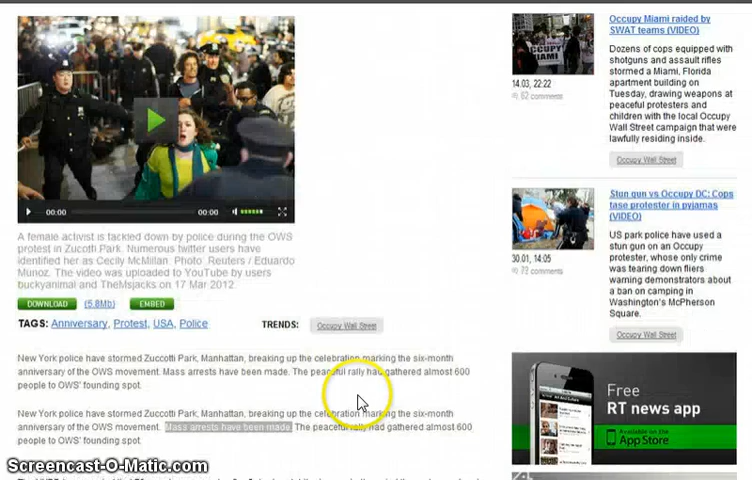 00:00
00:00
A female activist is tackled down by police during the OWS
protest in Zuccotti Park. Numerous twitter users have
identified her as Cecily McMillan. Photo Reuters / Eduardo
Munoz. The video was uploaded to YouTube by users
buckyanimal and TheMsjacks on 17 Mar 2012.
DOWNLOAD (5.8Mb) EMBED
TAGS: Anniversary, Protest, USA, Police
TRENDS: Occupy Wall Street
New York police have stormed Zuccotti Park, Manhattan, breaking up the celebration marking the six-month
anniversary of the OWS movement. Mass arrests have been made. The peaceful rally had gathered almost 600
people to OWS' founding spot.
New York police have stormed Zuccotti Park, Manhattan, breaking up the celebration marking the six-month
anniversary of the OWS movement. Mass arrests have been made. The peaceful rally had gathered almost 600
people to OWS' founding spot.
Screencast-O-Matic.com
OCCUPY
MIAMI
14.03, 22:22
62 comments
Occupy Miami raided by
SWAT teams (VIDEO)
Dozens of cops equipped with
shotguns and assault rifles
stormed a Miami, Florida
apartment building on
Tuesday, drawing weapons at
peaceful protesters and
children with the local Occupy
Wall Street campaign that were
lawfully residing inside.
Occupy Wall Street
30.01, 14:05
72 comments
Stun gun vs Occupy DC: Cops
tase protester in pyjamas
(VIDEO)
US park police have used a
stun gun on an Occupy
protester, whose only crime
was tearing down fliers
warning demonstrators about
a ban on camping in
Washington's McPherson
Square.
Occupy Wall Street
Free
RT news app
Available on the
App Store